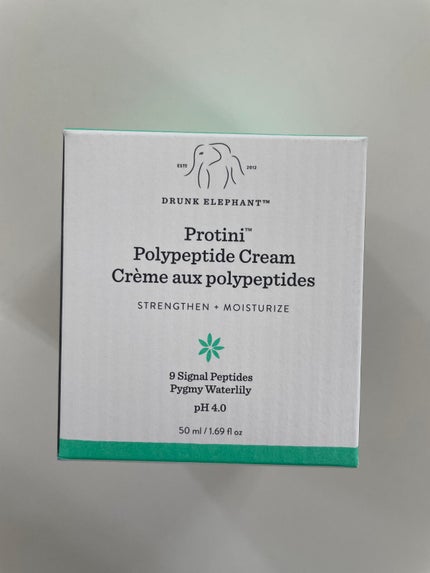 ESTD 2012
DRUNK ELEPHANT™
Protini™
Polypeptide Cream
Crème aux polypeptides
STRENGTHEN + MOISTURIZE
9 Signal Peptides
Pygmy Waterlily
pH 4.0
50 ml / 1.69 fl oz